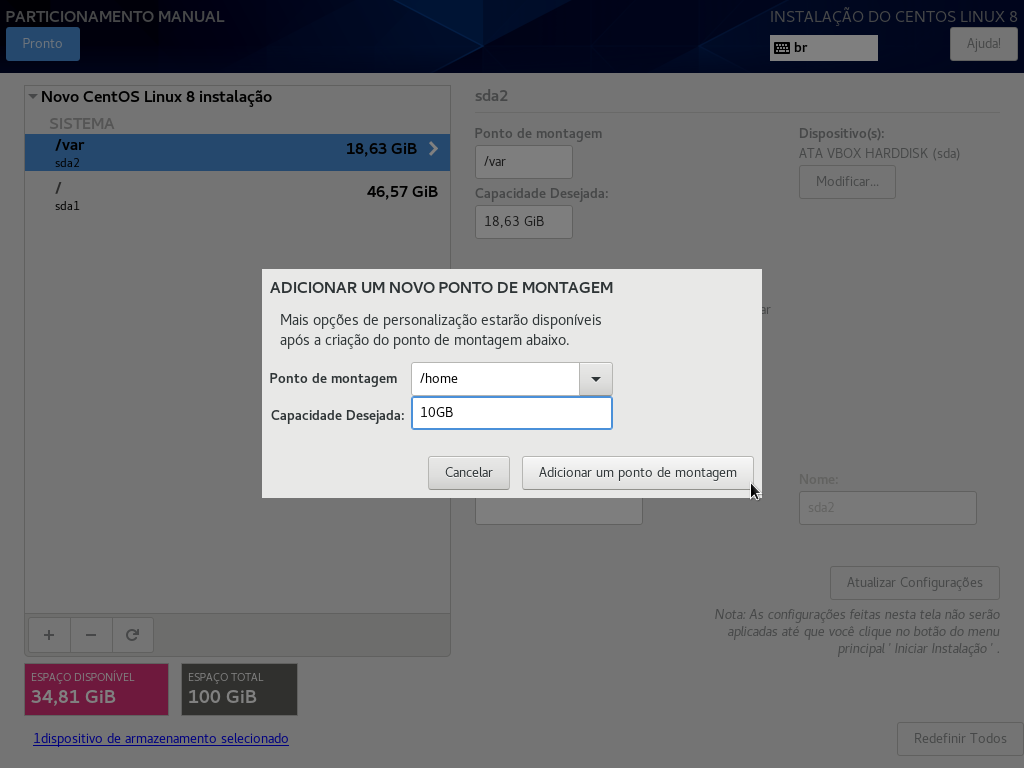 PARTICIONAMENTO MANUAL
INSTALAÇÃO DO CENTOS LINUX 8
Pronto
br
Ajuda!
Novo CentOS Linux 8 instalação
SISTEMA
/var
18,63 GiB
sda2
/
46,57 GiB
sda1
sda2
Ponto de montagem
/var
Capacidade Desejada:
18,63 GiB
Dispositivo(s):
ATA VBOX HARDDISK (sda)
Modificar...
ADICIONAR UM NOVO PONTO DE MONTAGEM
Mais opções de personalização estarão disponíveis
após a criação do ponto de montagem abaixo.
Ponto de montagem
/home
Capacidade Desejada:
10GB
Cancelar
Adicionar um ponto de montagem
Nome:
sda2
Atualizar Configurações
Nota: As configurações feitas nesta tela não serão
aplicadas até que você clique no botão do menu
principal ' Iniciar Instalação ' .
ESPAÇO DISPONÍVEL
34,81 GiB
ESPAÇO TOTAL
100 GiB
1dispositivo de armazenamento selecionado
Redefinir Todos